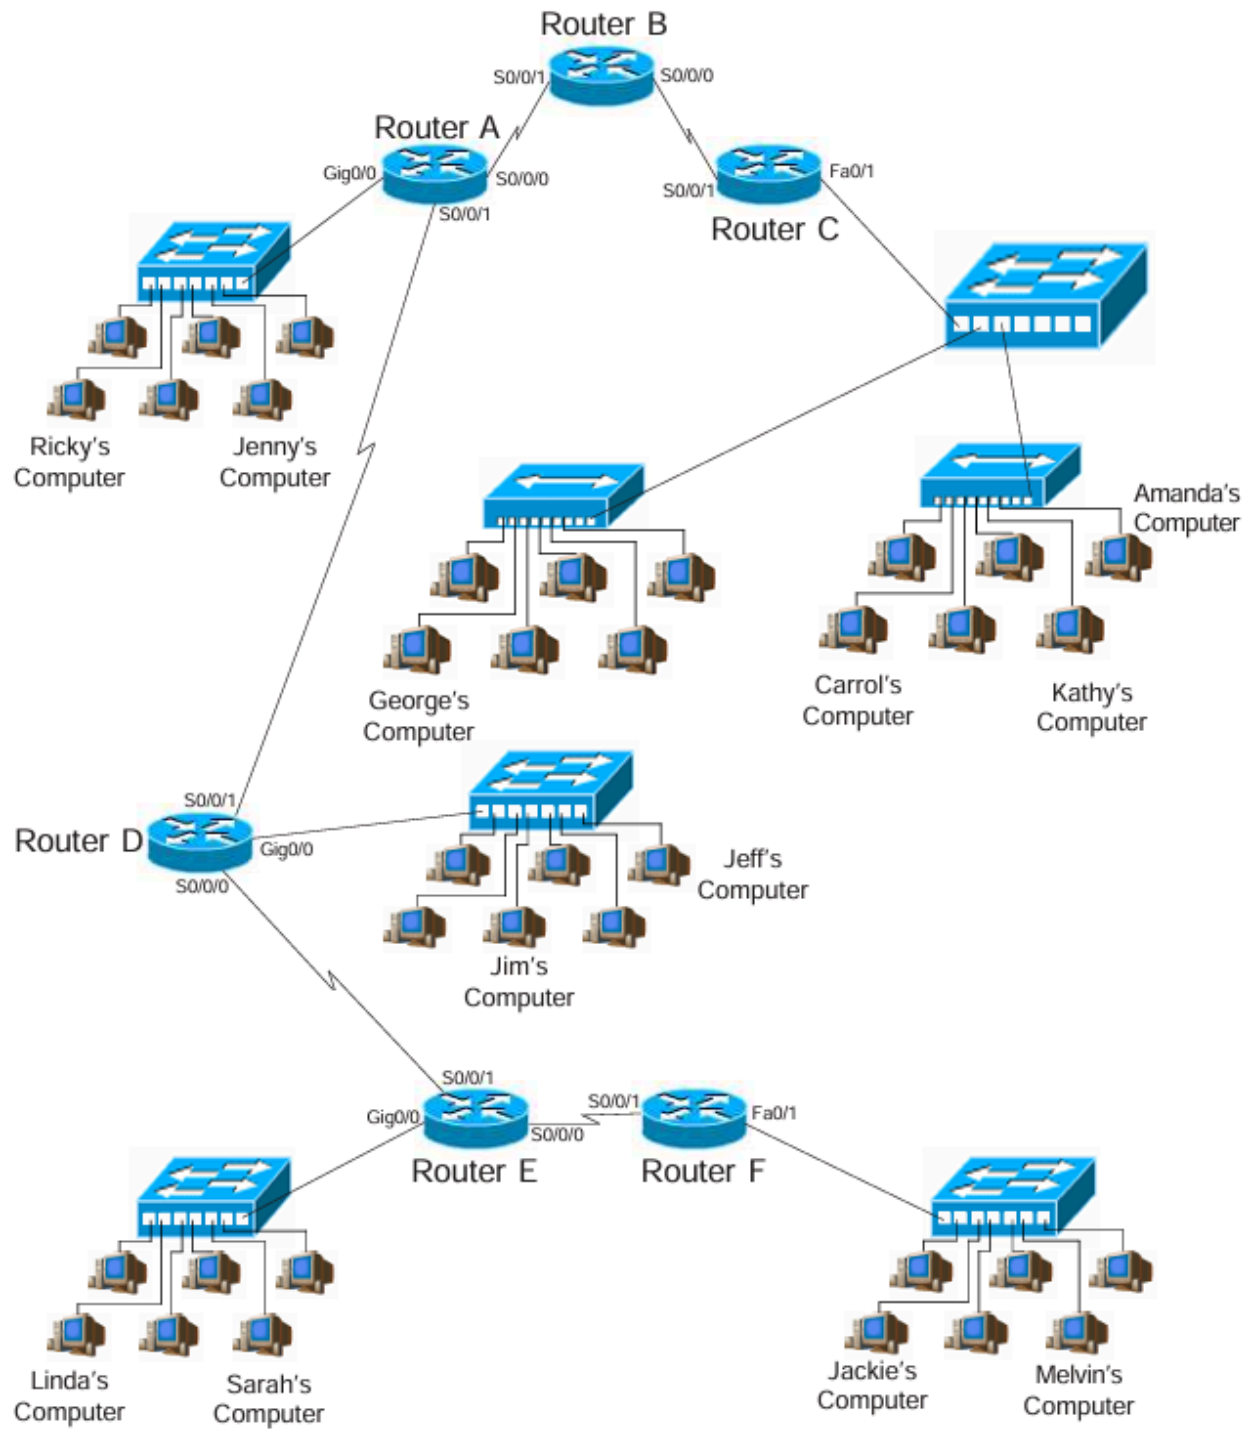 Router B
S0/0/1
S0/0/0
Router A
Gig0/0
S0/0/0
S0/0/1
S0/0/1
Fa0/1
Router C
Ricky's
Computer
Jenny's
Computer
Amanda's
Computer
George's
Computer
Carrol's
Computer
Kathy's
Computer
S0/0/1
Router D
Gig0/0
S0/0/0
Jeff's
Computer
Jim's
Computer
S0/0/1
Gig0/0
S0/0/0
Router E
S0/0/1
Fa0/1
Router F
Linda's
Computer
Sarah's
Computer
Jackie's
Computer
Melvin's
Computer